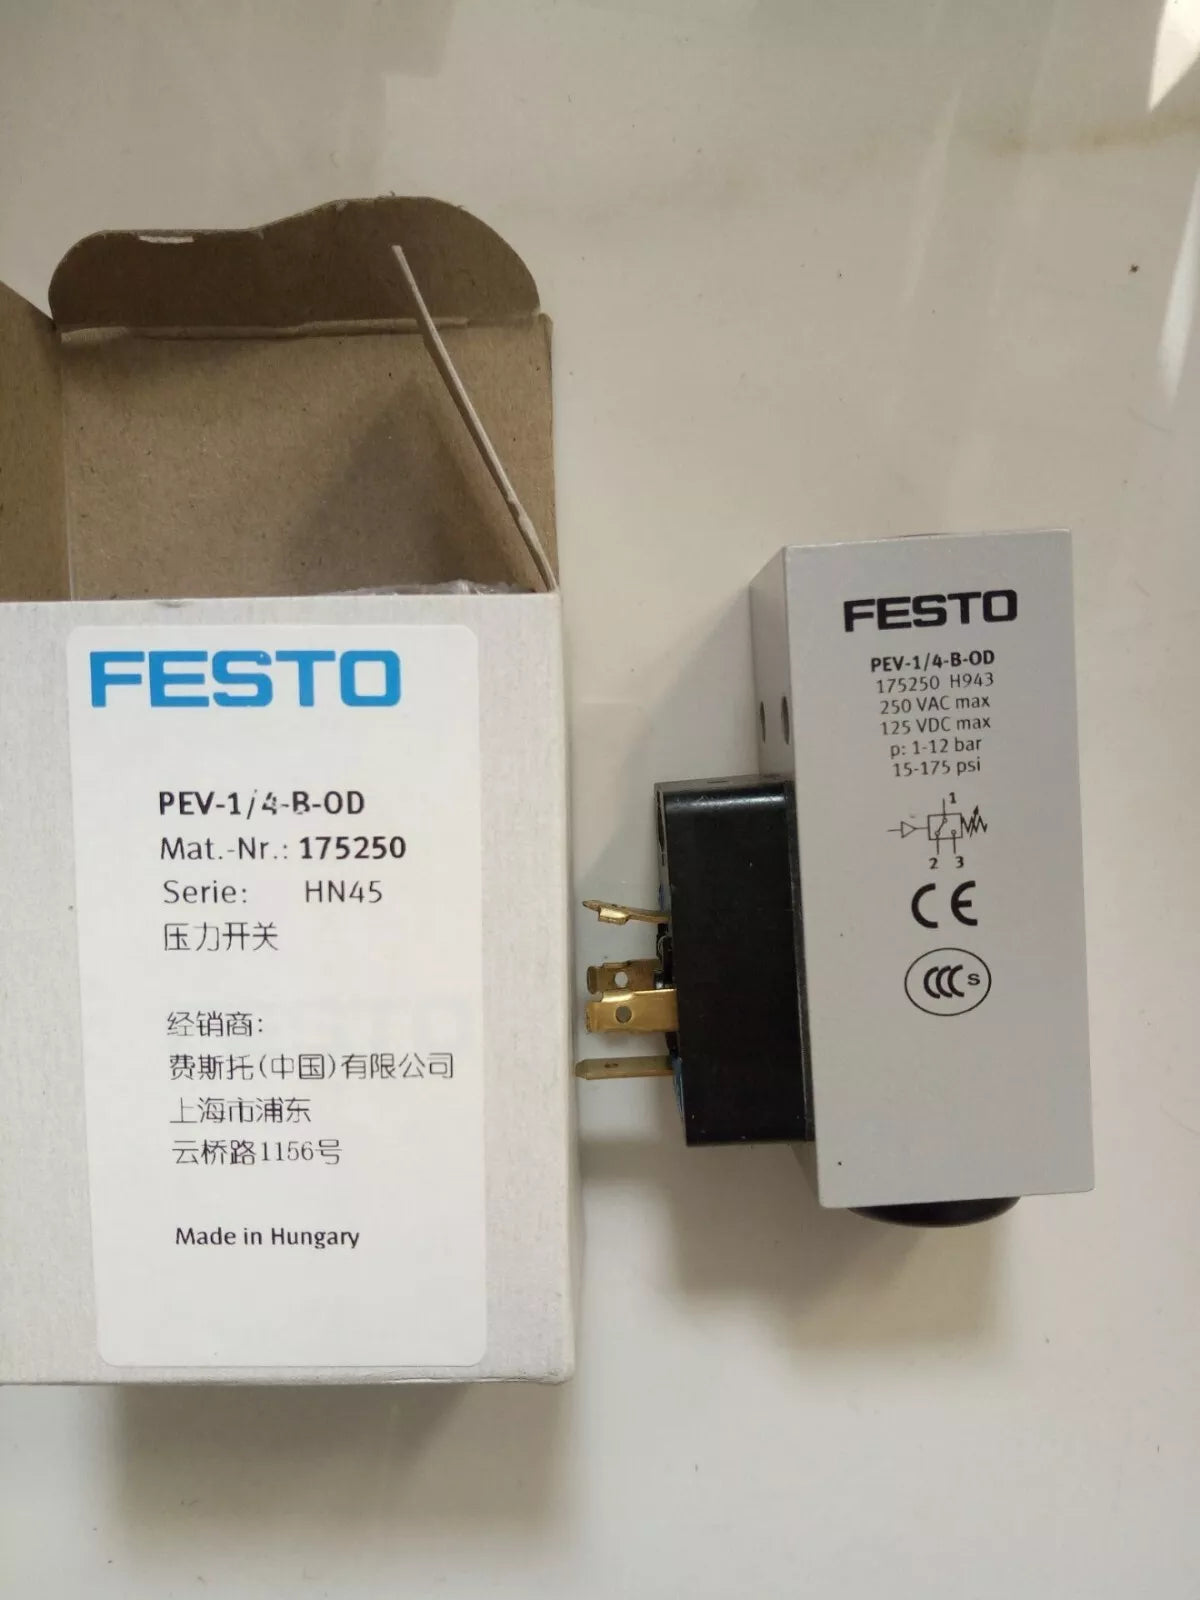 FESTO
PEV-1/4-B-OD
Mat.-Nr.: 175250
Serie: HN45
压力开关
经销商:
费斯托(中国)有限公司
上海市浦东
云桥路1156号
Made in Hungary
FESTO
PEV-1/4-B-OD
175250 H943
250 VAC max
125 VDC max
p: 1-12 bar
15-175 psi
1
2 3
CE
CCC S